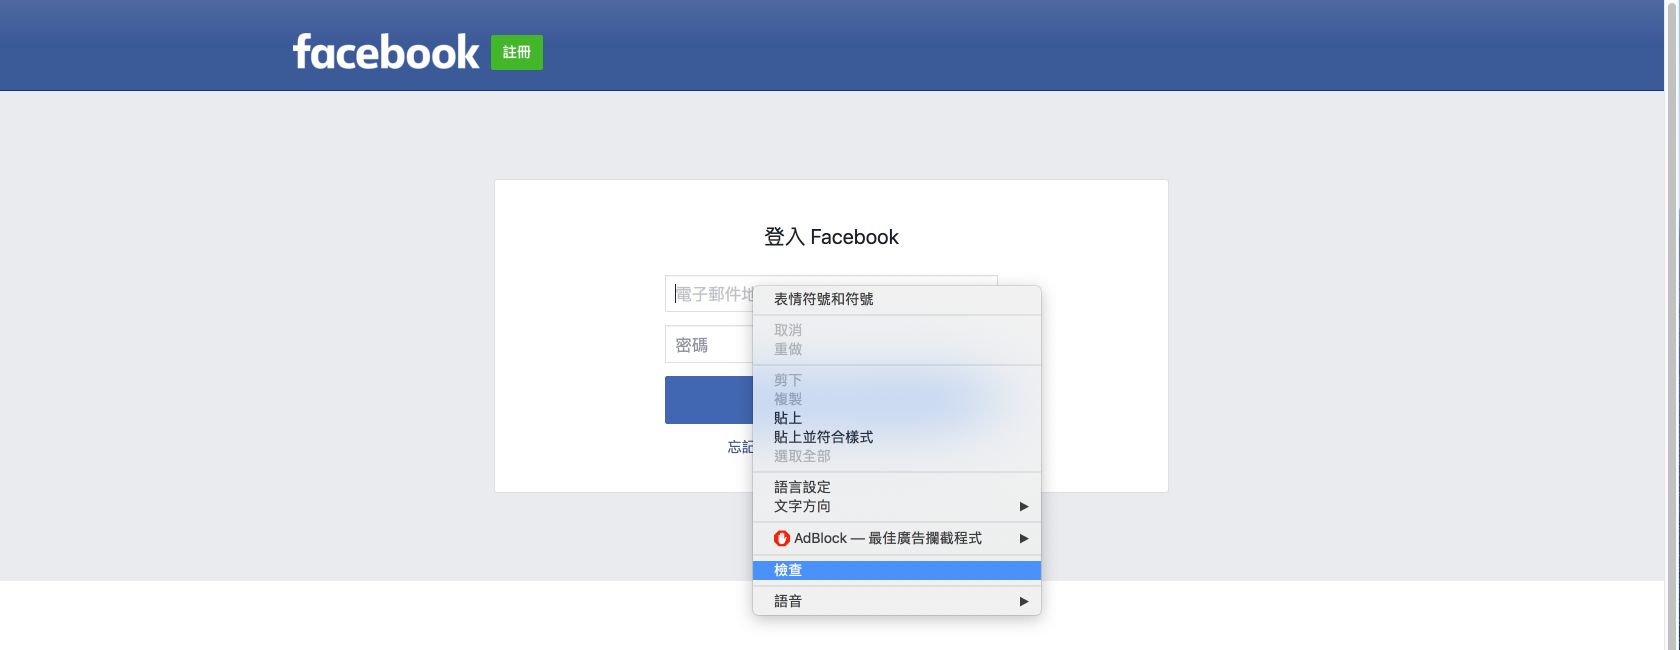 facebook 註冊
登入 Facebook
電子郵件地
密碼
忘記
表情符號和符號
取消
重做
剪下
複製
貼上
貼上並符合樣式
選取全部
語言設定
文字方向
AdBlock — 最佳廣告攔截程式
檢查
語音